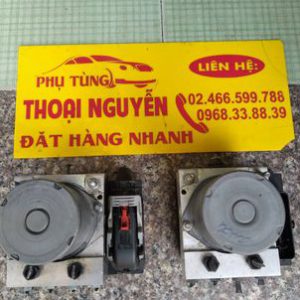 PHỤ TÙNG
THOẠI NGUYỄN
ĐẶT HÀNG NHANH
LIÊN HỆ:
02.466.599.788
0968.33.88.39